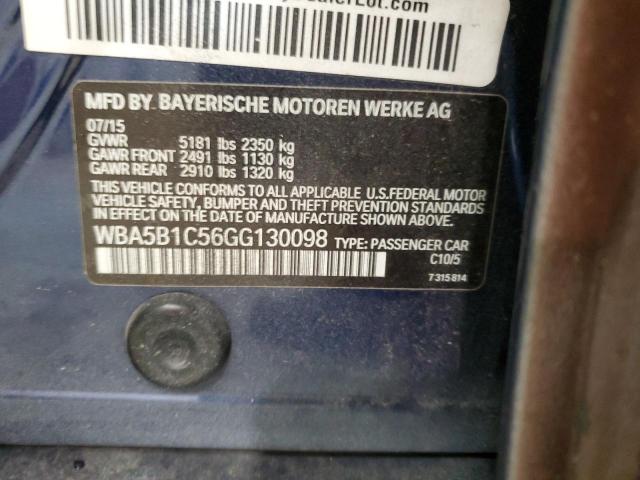 Lot.com
MFD BY. BAYERISCHE MOTOREN WERKE AG
07/15
GVWR 5181 lbs 2350 kg
GAWR FRONT 2491 lbs 1130 kg
GAWR REAR 2910 lbs 1320 kg
THIS VEHICLE CONFORMS TO ALL APPLICABLE U.S.FEDERAL MOTOR
VEHICLE SAFETY, BUMPER, AND THEFT PREVENTION STANDARDS
IN EFFECT ON THE DATE OF MANUFACTURE SHOWN ABOVE.
WBA5B1C56GG130098 TYPE: PASSENGER CAR
C10/5
7315814